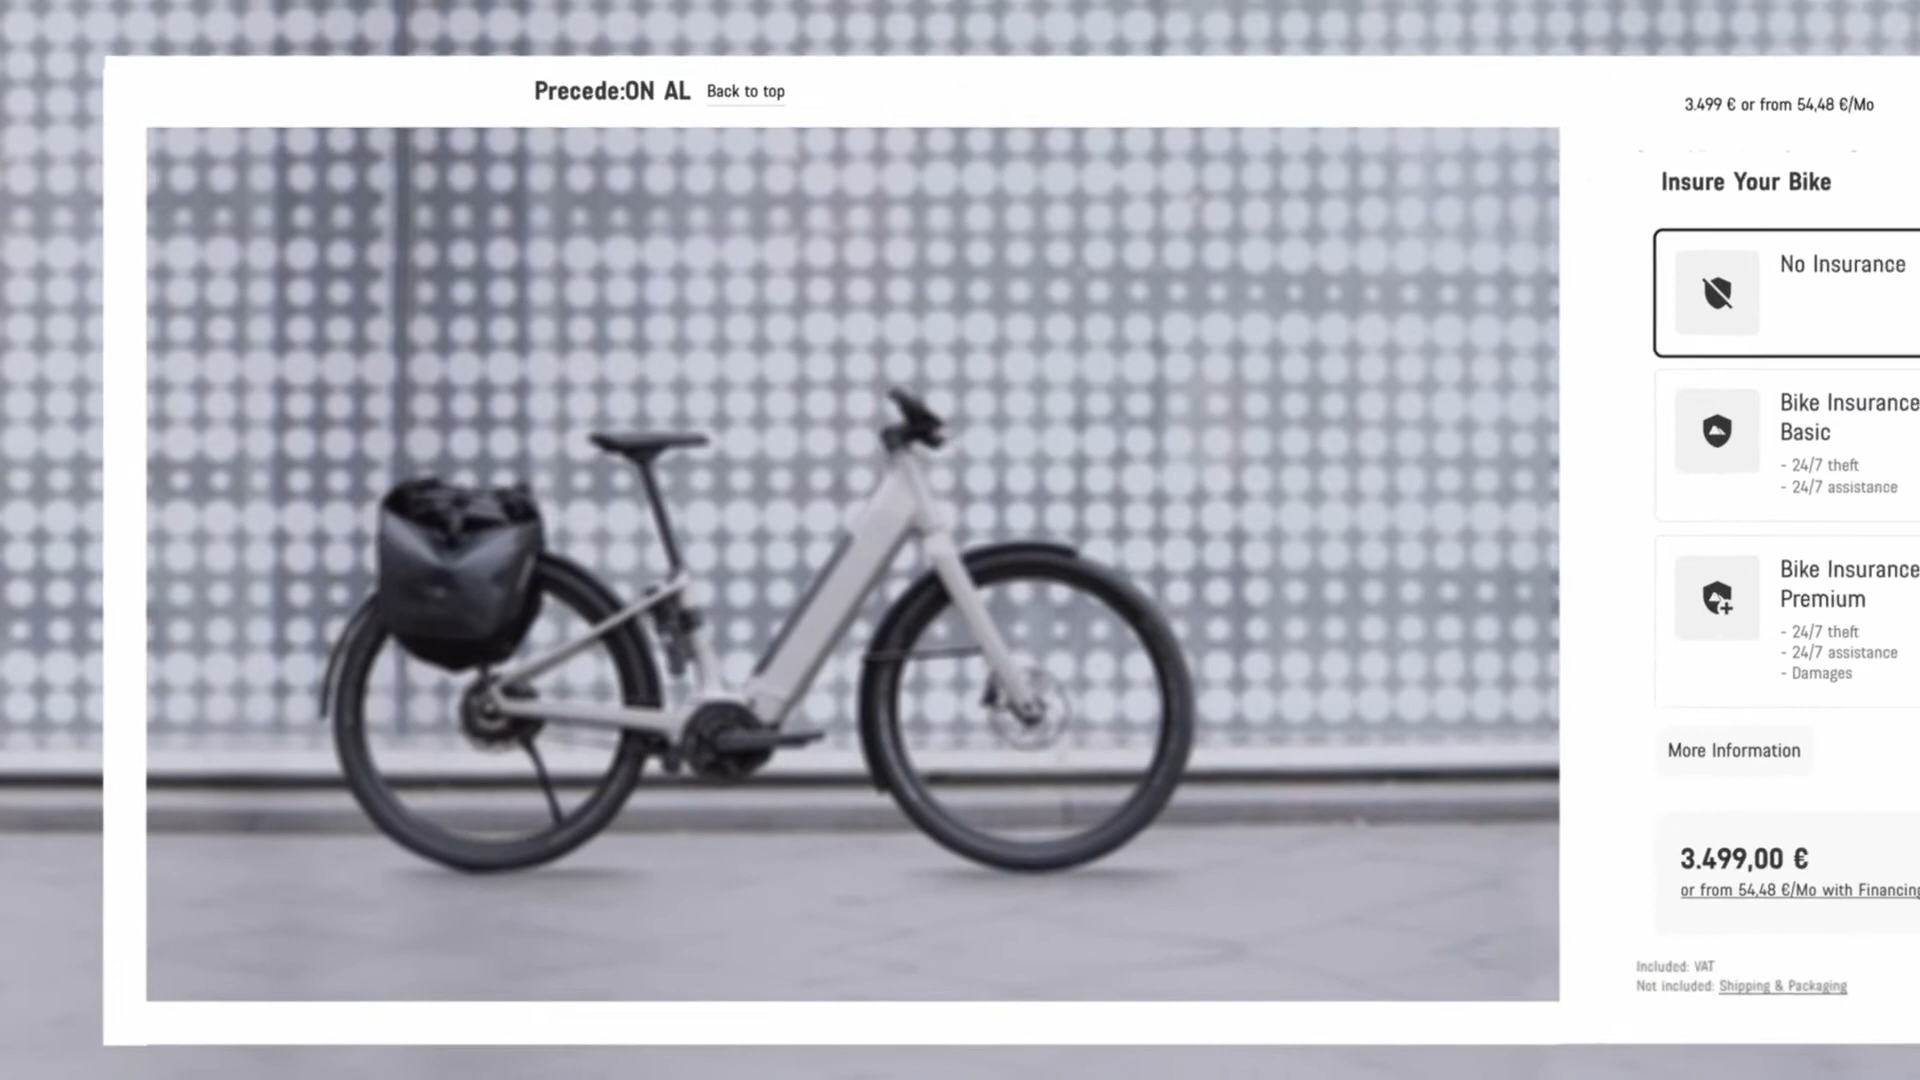 Precede:ON AL Back to top
3.499 € or from 54,48 €/Mo
Insure Your Bike
No Insurance
Bike Insurance
Basic
- 24/7 theft
- 24/7 assistance
Bike Insurance
Premium
- 24/7 theft
- 24/7 assistance
- Damages
More Information
3.499,00 €
or from 54,48 €/Mo with Financing
Included: VAT
Not included: Shipping & Packaging